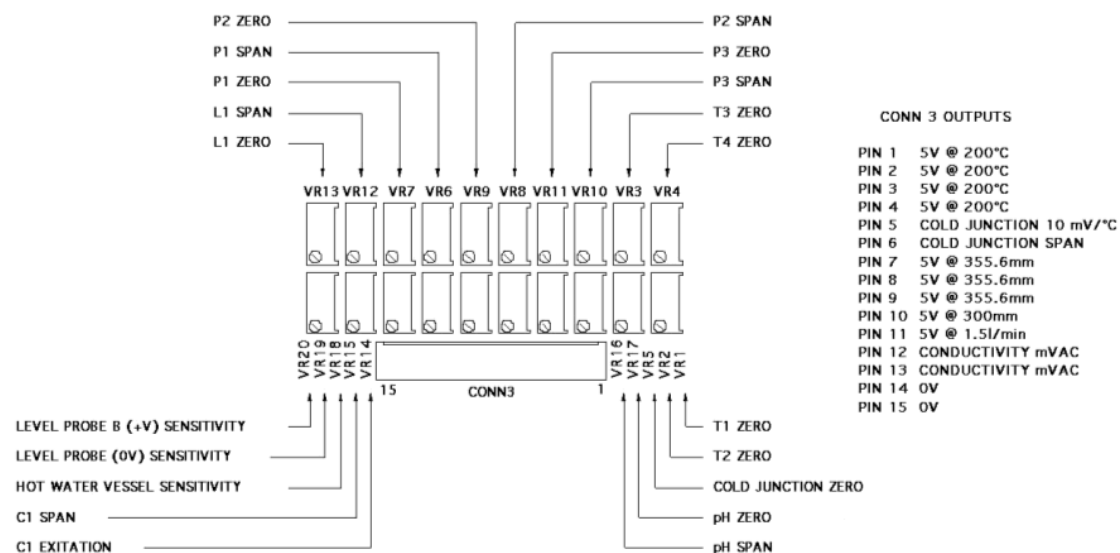 P2 ZERO
P1 SPAN
P1 ZERO
L1 SPAN
L1 ZERO
P2 SPAN
P3 ZERO
P3 SPAN
T3 ZERO
T4 ZERO
VR13 VR12 VR7 VR6 VR9 VR8 VR11 VR10 VR3 VR4
VR20
VR19
VR18
VR15
VR14
15 CONN3 1
VR16
VR17
VR5
VR2
VR1
LEVEL PROBE B (+V) SENSITIVITY
LEVEL PROBE (0V) SENSITIVITY
HOT WATER VESSEL SENSITIVITY
C1 SPAN
C1 EXITATION
T1 ZERO
T2 ZERO
COLD JUNCTION ZERO
pH ZERO
pH SPAN
CONN 3 OUTPUTS
PIN 1 5V @ 200°C
PIN 2 5V @ 200°C
PIN 3 5V @ 200°C
PIN 4 5V @ 200°C
PIN 5 COLD JUNCTION 10 mV/°C
PIN 6 COLD JUNCTION SPAN
PIN 7 5V @ 355.6mm
PIN 8 5V @ 355.6mm
PIN 9 5V @ 355.6mm
PIN 10 5V @ 300mm
PIN 11 5V @ 1.5l/min
PIN 12 CONDUCTIVITY mVAC
PIN 13 CONDUCTIVITY mVAC
PIN 14 0V
PIN 15 0V